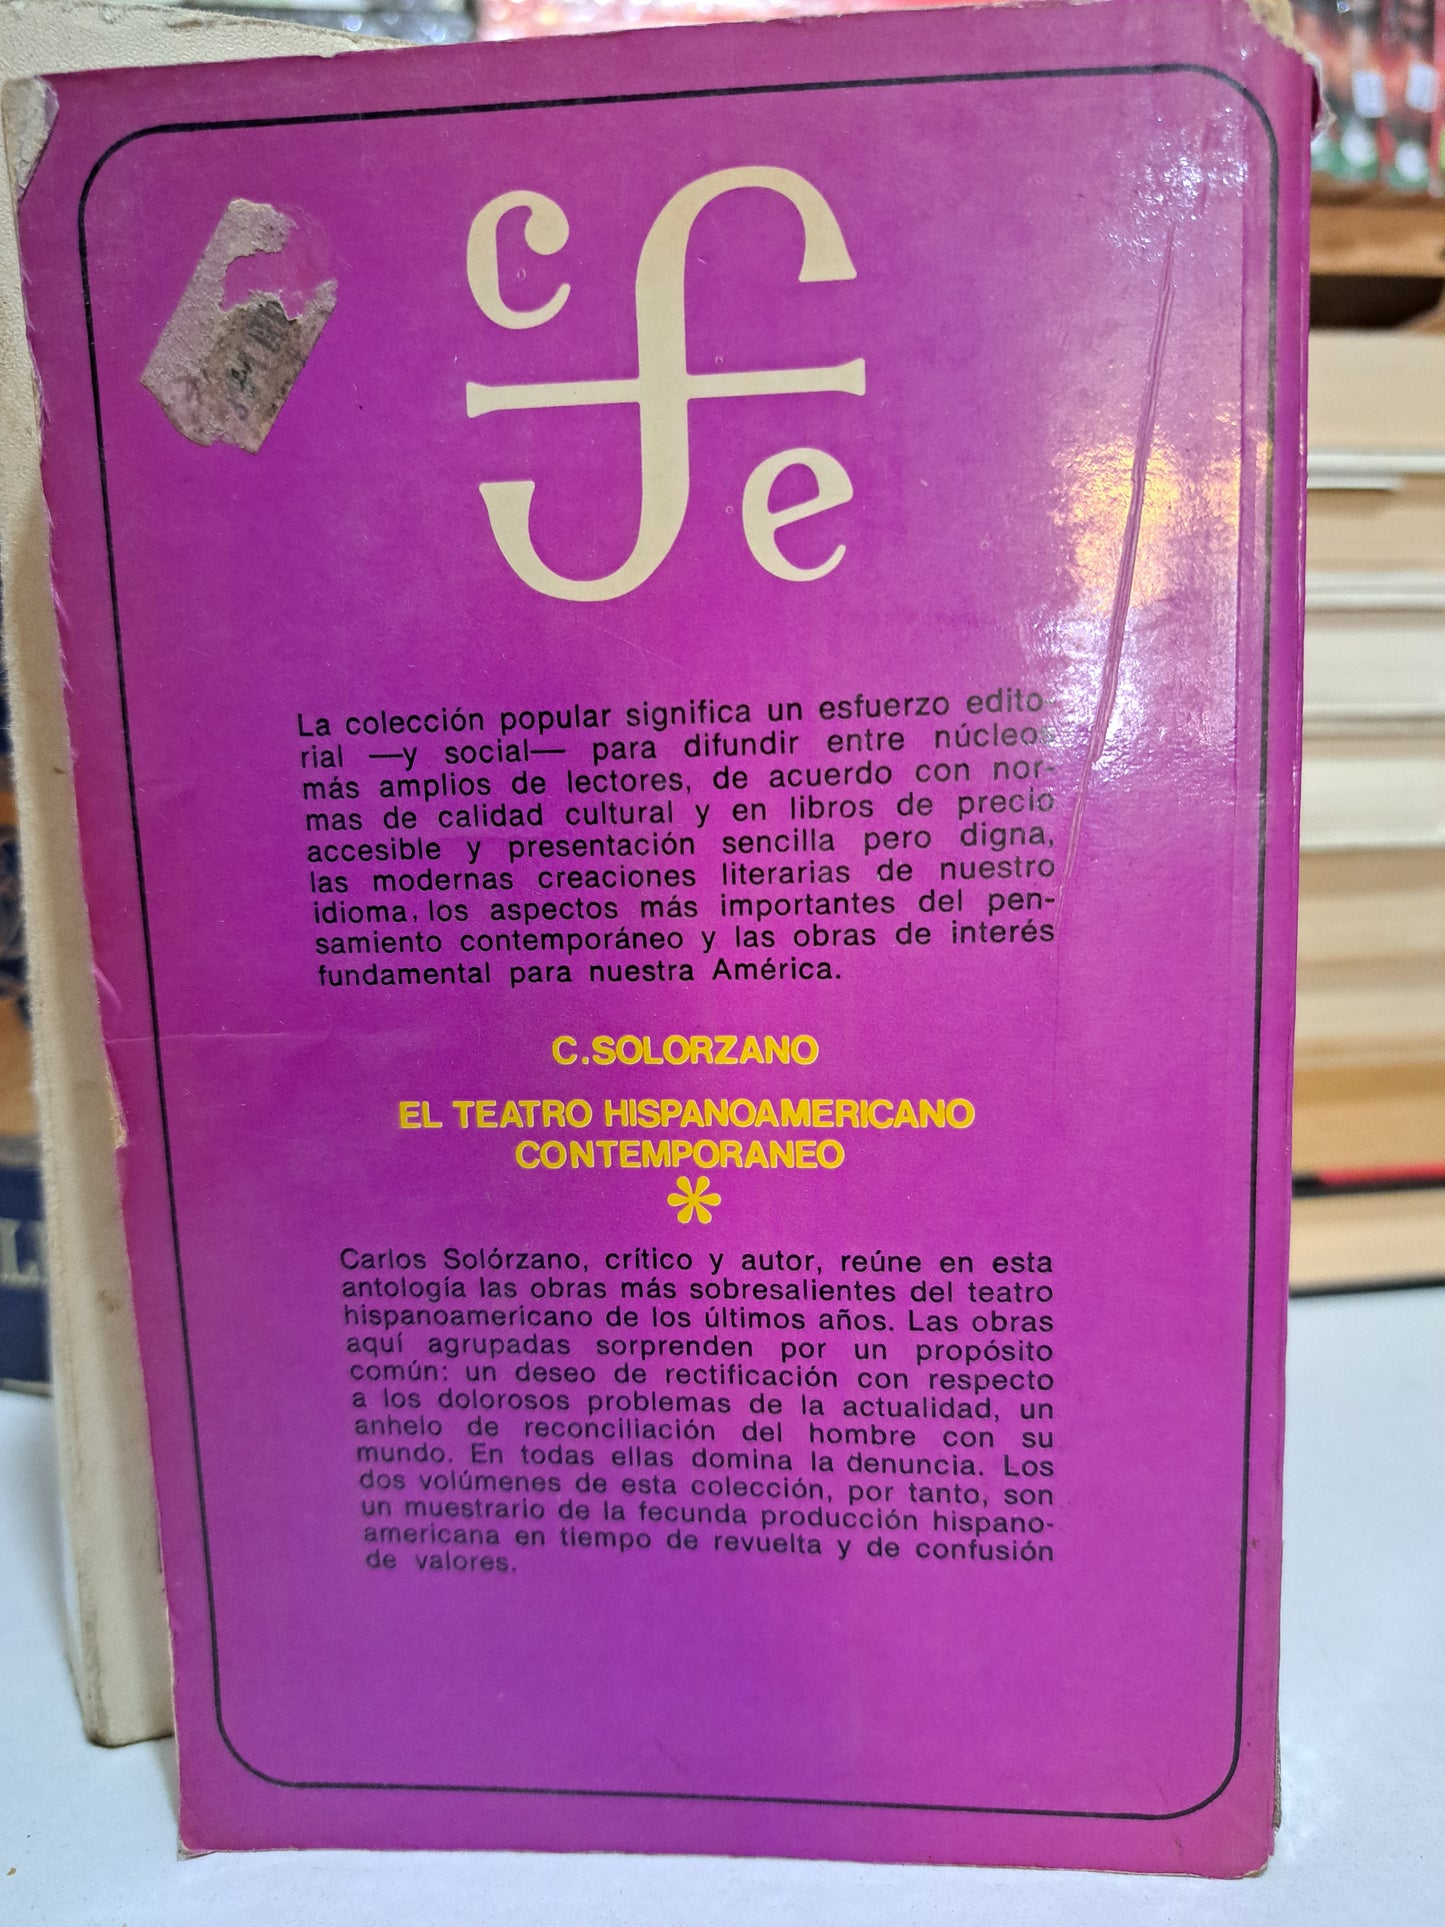 c
f
e
La colección popular significa un esfuerzo edito-
rial —y social— para difundir entre núcleos
más amplios de lectores, de acuerdo con nor-
mas de calidad cultural y en libros de precio
accesible y presentación sencilla pero digna,
las modernas creaciones literarias de nuestro
idioma, los aspectos más importantes del pen-
samiento contemporáneo y las obras de interés
fundamental para nuestra América.
C.SOLORZANO
EL TEATRO HISPANOAMERICANO
CONTEMPORANEO
*
Carlos Solórzano, crítico y autor, reúne en esta
antología las obras más sobresalientes del teatro
hispanoamericano de los últimos años. Las obras
aquí agrupadas sorprenden por un propósito
común: un deseo de rectificación con respecto
a los dolorosos problemas de la actualidad, un
anhelo de reconciliación del hombre con su
mundo. En todas ellas domina la denuncia. Los
dos volúmenes de esta colección, por tanto, son
un muestrario de la fecunda producción hispano-
americana en tiempo de revuelta y de confusión
de valores.